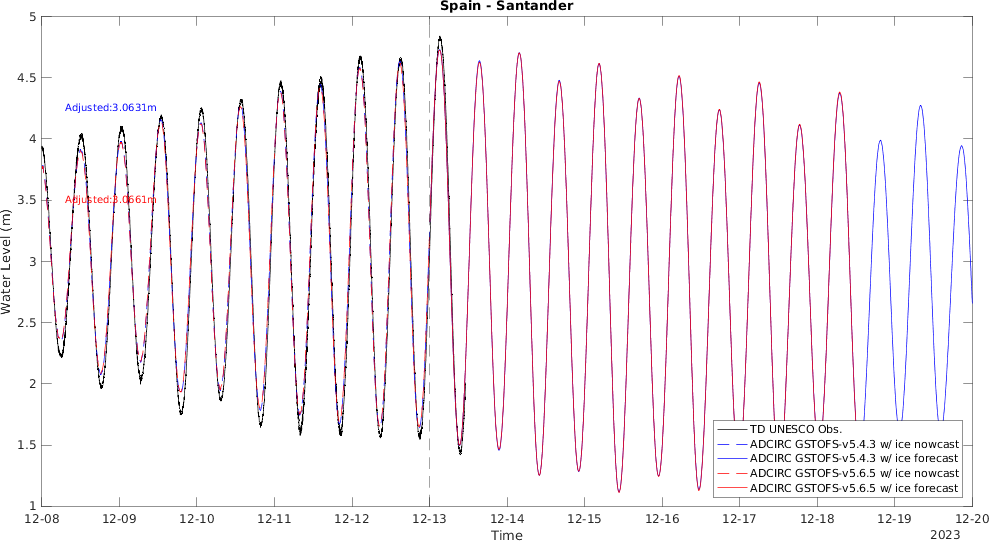 Spain - Santander
Water Level (m)
5
4.5
4
3.5
3
2.5
2
1.5
1
Adjusted:3.0631m
Adjusted:3.0661m
TD UNESCO Obs.
ADCIRC GSTOFS-v5.4.3 w/ ice nowcast
ADCIRC GSTOFS-v5.4.3 w/ ice forecast
ADCIRC GSTOFS-v5.6.5 w/ ice nowcast
ADCIRC GSTOFS-v5.6.5 w/ ice forecast
12-08 12-09 12-10 12-11 12-12 12-13 12-14 12-15 12-16 12-17 12-18 12-19 12-20
Time
2023